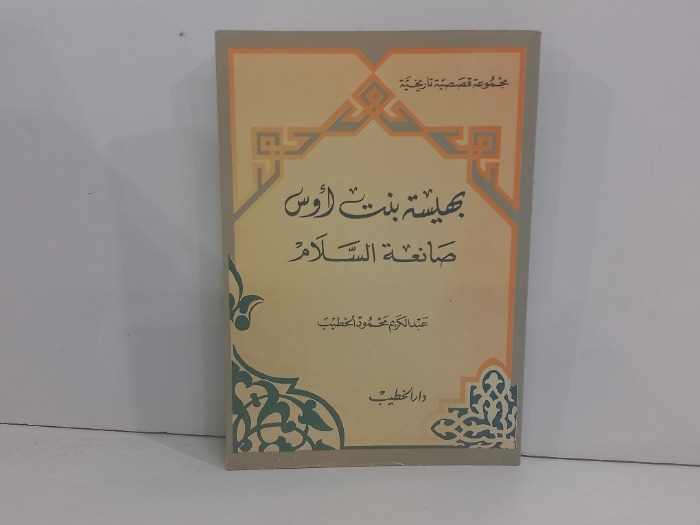 مجموعة قصصية تاريخية
بهيسة بنت أوس
صانعة السلام
عبد الكريم محمود الخطيب
دار الخطيب